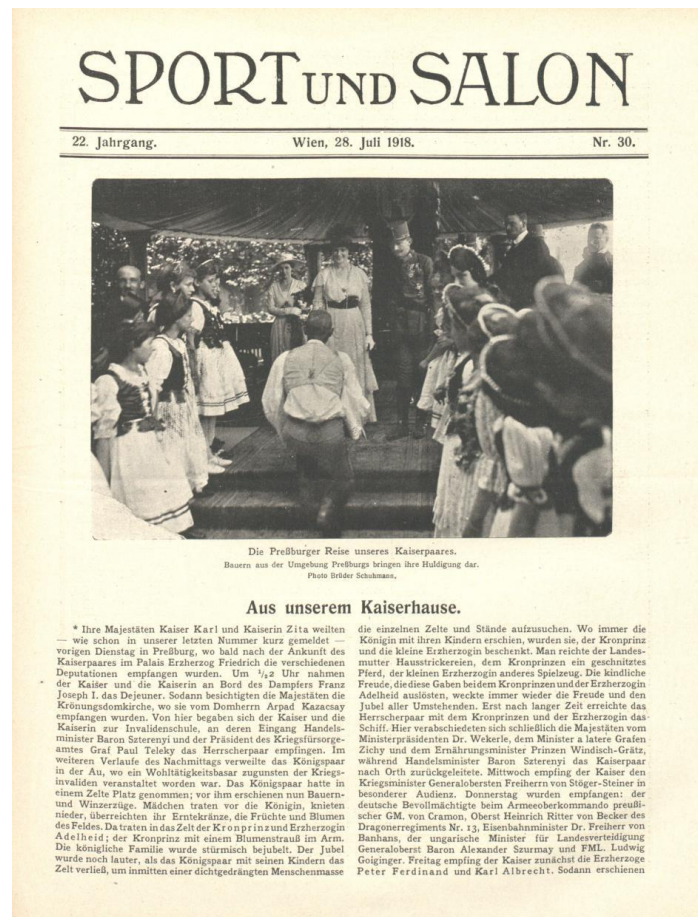 SPORT UND SALON
22. Jahrgang. Wien, 28. Juli 1918. Nr. 30.
Die Preßburger Reise unseres Kaiserpaares.
Bauern aus der Umgebung Preßburgs bringen ihre Huldigung dar.
Photo Brüder Schuhmann.
Aus unserem Kaiserhause.
* Ihre Majestäten Kaiser Karl und Kaiserin Zita weilten
— wie schon in unserer letzten Nummer kurz gemeldet —
vorigen Dienstag in Preßburg, wo bald nach der Ankunft des
Kaiserpaares im Palais Erzherzog Friedrich die verschiedenen
Deputationen empfangen wurden. Um 1/2 2 Uhr nahmen
der Kaiser und die Kaiserin an Bord des Dampfers Franz
Joseph I. das Dejeuner. Sodann besichtigten die Majestäten die
Krönungsdomkirche, wo sie vom Domherrn Arpad Kazacsay
empfangen wurden. Von hier begaben sich der Kaiser und die
Kaiserin zur Invalidenschule, an deren Eingang Handels-
minister Baron Szterenyi und der Präsident des Kriegsfürsorge-
amtes Graf Paul Teleky das Herrscherpaar empfingen. Im
weiteren Verlaufe des Nachmittags verweilte das Königspaar
in der Au, wo ein Wohltätigkeitsbasar zugunsten der Kriegs-
invaliden veranstaltet worden war. Das Königspaar hatte in
einem Zelte Platz genommen; vor ihm erschienen nun Bauern-
und Winzerzüge. Mädchen traten vor die Königin, knieten
nieder, überreichten ihr Erntekränze, die Früchte und Blumen
des Feldes. Da traten in das Zelt der Kronprinz und Erzherzogin
Adelheid; der Kronprinz mit einem Blumenstrauß im Arm.
Die königliche Familie wurde stürmisch bejubelt. Der Jubel
wurde noch lauter, als das Königspaar mit seinen Kindern das
Zelt verließ, um inmitten einer dichtgedrängten Menschenmasse
die einzelnen Zelte und Stände aufzusuchen. Wo immer die
Königin mit ihren Kindern erschien, wurden sie, der Kronprinz
und die kleine Erzherzogin beschenkt. Man reichte der Landes-
mutter Hausstrickereien, dem Kronprinzen ein geschnitztes
Pferd, der kleinen Erzherzogin anderes Spielzeug. Die kindliche
Freude, die diese Gaben beidem Kronprinzen und der Erzherzogin
Adelheid auslösten, weckte immer wieder die Freude und den
Jubel aller Umstehenden. Erst nach langer Zeit erreichte das
Herrscherpaar mit dem Kronprinzen und der Erzherzogin das
Schiff. Hier verabschiedeten sich schließlich die Majestäten vom
Ministerpräsidenten Dr. Wekerle, dem Minister a latere Grafen
Zichy und dem Ernährungsminister Prinzen Windisch-Grätz,
während Handelsminister Baron Szterenyi das Kaiserpaar
nach Orth zurückgeleitete. Mittwoch empfing der Kaiser den
Kriegsminister Generalobersten Freiherrn von Stöger-Steiner in
besonderer Audienz. Donnerstag wurden empfangen: der
deutsche Bevollmächtigte beim Armeeoberkommando preußi-
scher GM. von Cramon, Oberst Heinrich Ritter von Becker des
Dragonerregiments Nr. 13, Eisenbahnminister Dr. Freiherr von
Banhans, der ungarische Minister für Landesverteidigung
Generaloberst Baron Alexander Szurmay und FML. Ludwig
Goiginger. Freitag empfing der Kaiser zunächst die Erzherzoge
Peter Ferdinand und Karl Albrecht. Sodann erschienen